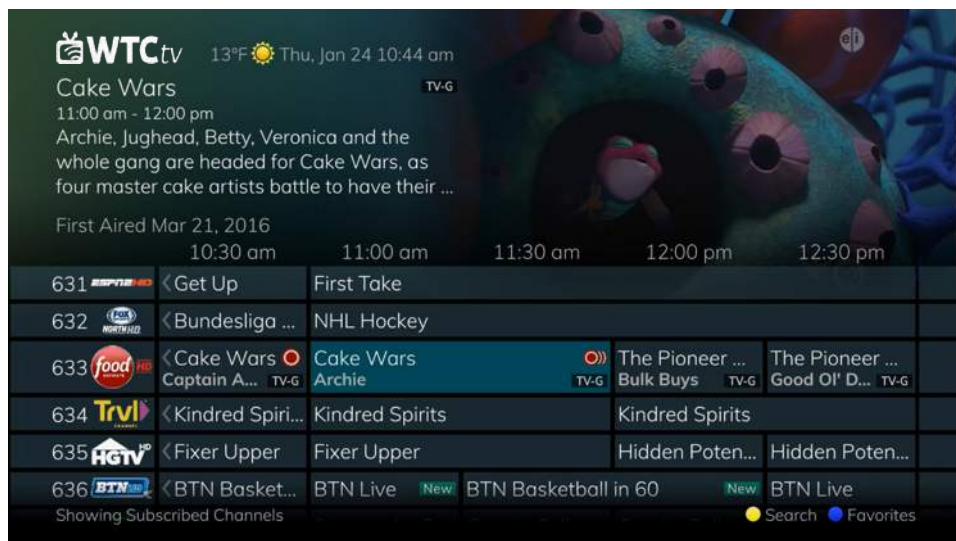 WTCtv 13°F Thu, Jan 24 10:44 am
ei
Cake Wars TV-G
11:00 am - 12:00 pm
Archie, Jughead, Betty, Veronica and the
whole gang are headed for Cake Wars, as
four master cake artists battle to have their ...
First Aired Mar 21, 2016
10:30 am 11:00 am 11:30 am 12:00 pm 12:30 pm
631 ESPN2 HD Get Up First Take
632 FOX NORTH HD Bundesliga ... NHL Hockey
633 food HD Cake Wars Cake Wars The Pioneer ... The Pioneer ...
Captain A... TV-G Archie TV-G Bulk Buys TV-G Good Ol' D... TV-G
634 Trvl CHANNEL Kindred Spiri... Kindred Spirits Kindred Spirits
635 HGTV HD Fixer Upper Fixer Upper Hidden Poten... Hidden Poten...
636 BTN BTN Basket... BTN Live New BTN Basketball in 60 New BTN Live
Showing Subscribed Channels Search Favorites